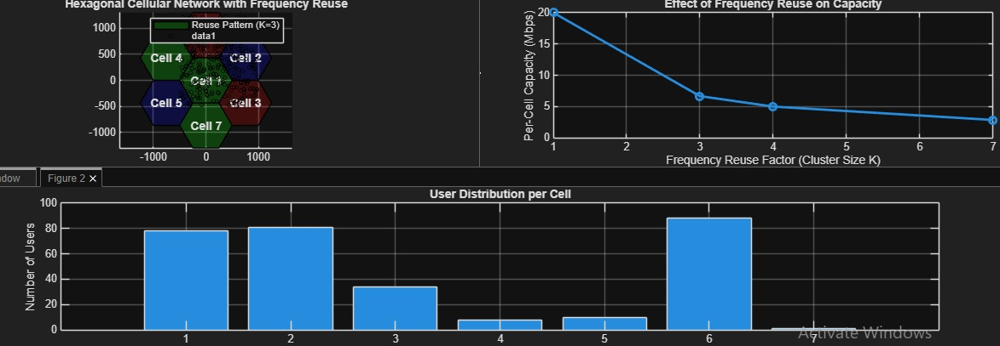 Hexagonal Cellular Network with Frequency Reuse
Reuse Pattern (K=3)
data1
1000
500
0
-500
-1000
Cell 4
Cell 2
Cell 1
Cell 5
Cell 3
Cell 7
-1000 0 1000
Effect of Frequency Reuse on Capacity
Per-Cell Capacity (Mbps)
20
15
10
5
0
1 2 3 4 5 6 7
Frequency Reuse Factor (Cluster Size K)
Figure 2 ×
User Distribution per Cell
Number of Users
100
80
60
40
20
0
1 2 3 4 5 6 7
Activate Windows